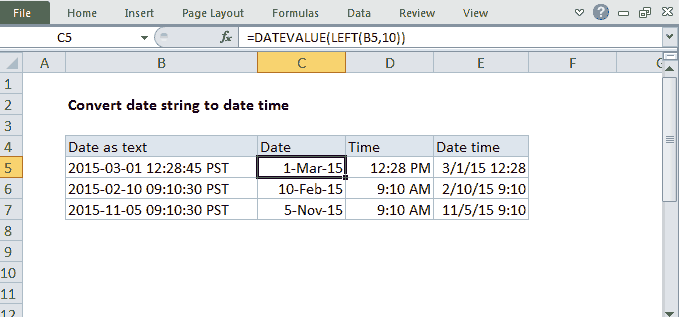 File Home Insert Page Layout Formulas Data Review View
C5 fx =DATEVALUE(LEFT(B5,10))
A B C D E F G
1
2 Convert date string to date time
3
4 Date as text Date Time Date time
5 2015-03-01 12:28:45 PST 1-Mar-15 12:28 PM 3/1/15 12:28
6 2015-02-10 09:10:30 PST 10-Feb-15 9:10 AM 2/10/15 9:10
7 2015-11-05 09:10:30 PST 5-Nov-15 9:10 AM 11/5/15 9:10
8
9
10
11
12